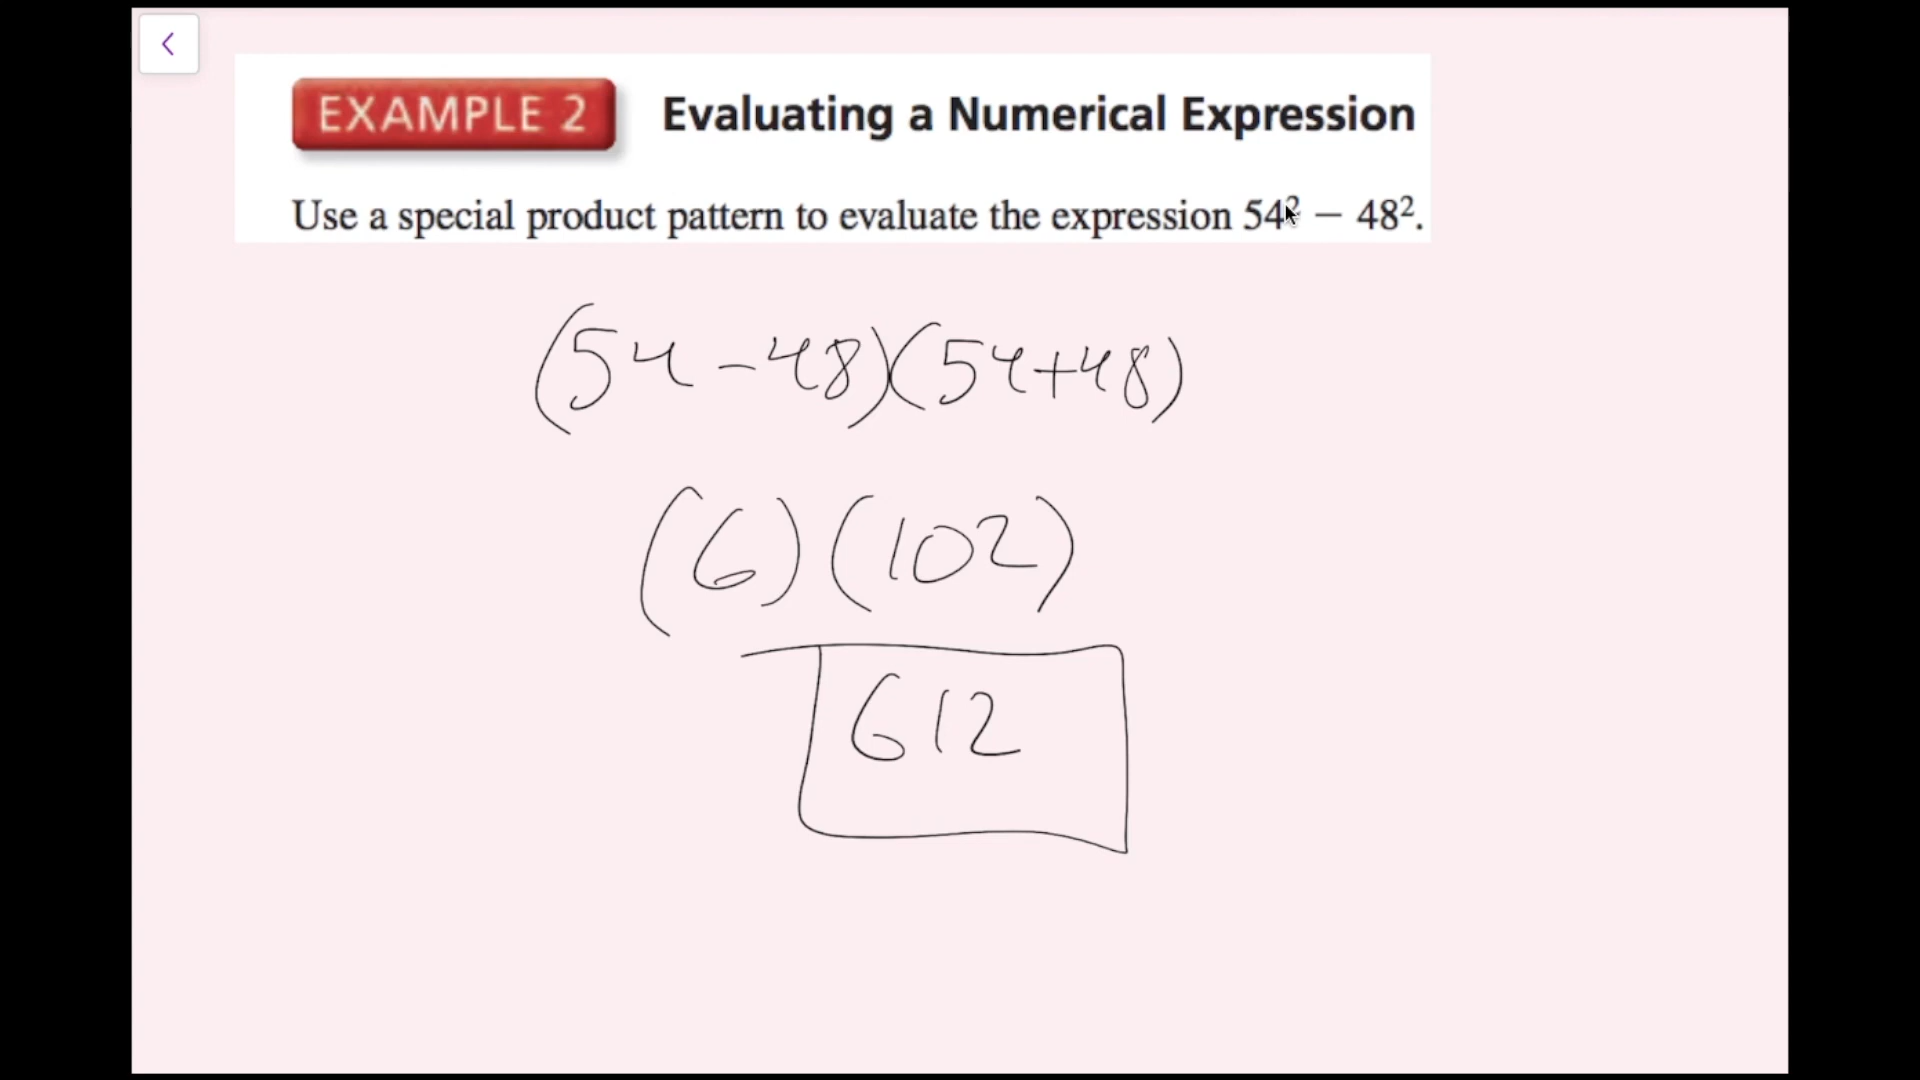 EXAMPLE 2 Evaluating a Numerical Expression
Use a special product pattern to evaluate the expression 54² − 48².
(54-48)(54+48)
(6)(102)
612